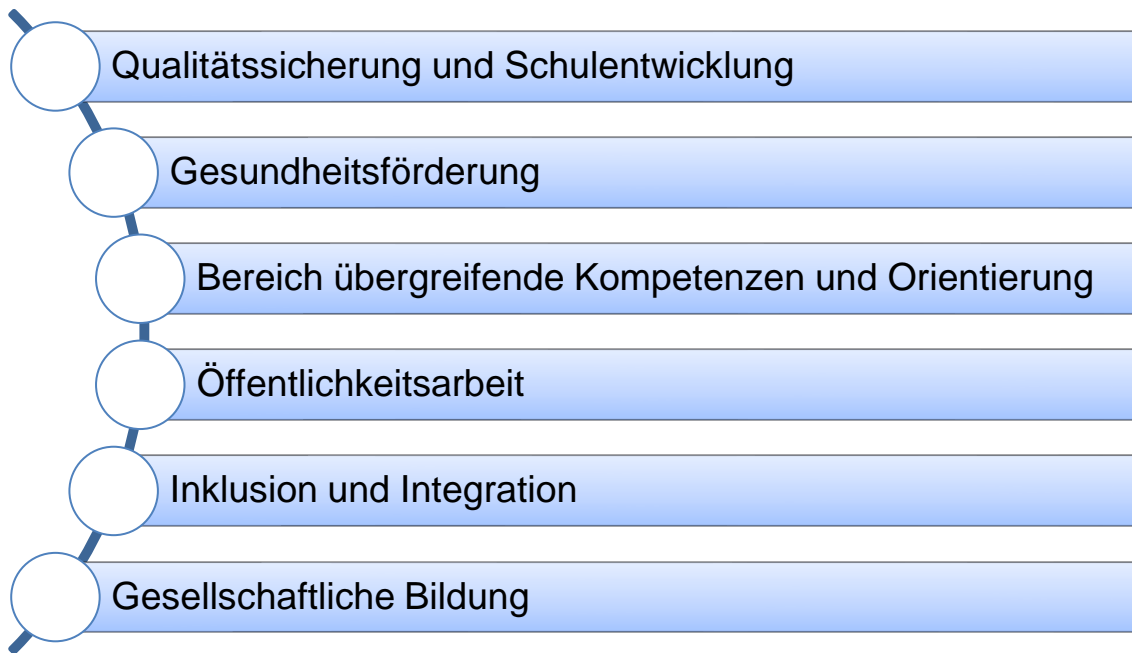 Qualitätssicherung und Schulentwicklung
Gesundheitsförderung
Bereich übergreifende Kompetenzen und Orientierung
Öffentlichkeitsarbeit
Inklusion und Integration
Gesellschaftliche Bildung